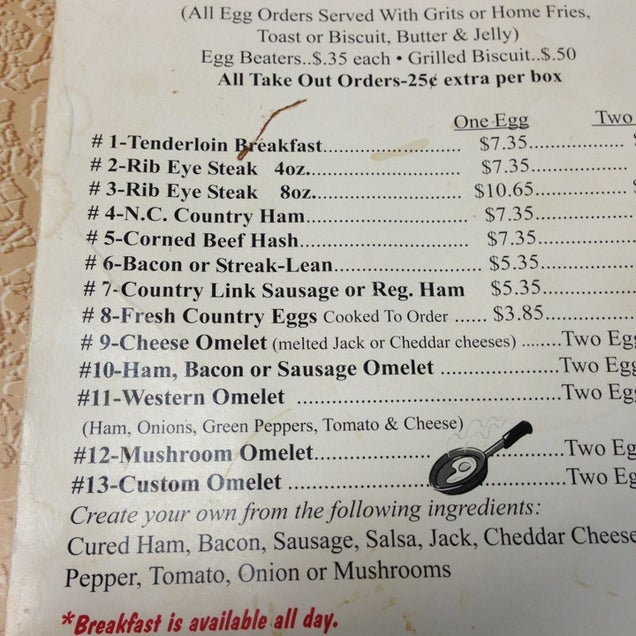 (All Egg Orders Served With Grits or Home Fries,
Toast or Biscuit, Butter & Jelly)
Egg Beaters..$.35 each • Grilled Biscuit..$.50
All Take Out Orders-25¢ extra per box
One Egg Two
# 1-Tenderloin Breakfast.............................. $7.35..............
# 2-Rib Eye Steak 4oz............................... $7.35..............
# 3-Rib Eye Steak 8oz............................... $10.65..............
# 4-N.C. Country Ham.............................. $7.35..............
# 5-Corned Beef Hash.............................. $7.35..............
# 6-Bacon or Streak-Lean........................... $5.35..............
# 7-Country Link Sausage or Reg. Ham $5.35..............
# 8-Fresh Country Eggs Cooked To Order ...... $3.85..............
# 9-Cheese Omelet (melted Jack or Cheddar cheeses) ........Two Eg
#10-Ham, Bacon or Sausage Omelet .....................Two Eg
#11-Western Omelet ...............................................Two Eg
(Ham, Onions, Green Peppers, Tomato & Cheese)
#12-Mushroom Omelet.........................................Two Eg
#13-Custom Omelet ..............................................Two Eg
Create your own from the following ingredients:
Cured Ham, Bacon, Sausage, Salsa, Jack, Cheddar Cheese
Pepper, Tomato, Onion or Mushrooms
*Breakfast is available all day.